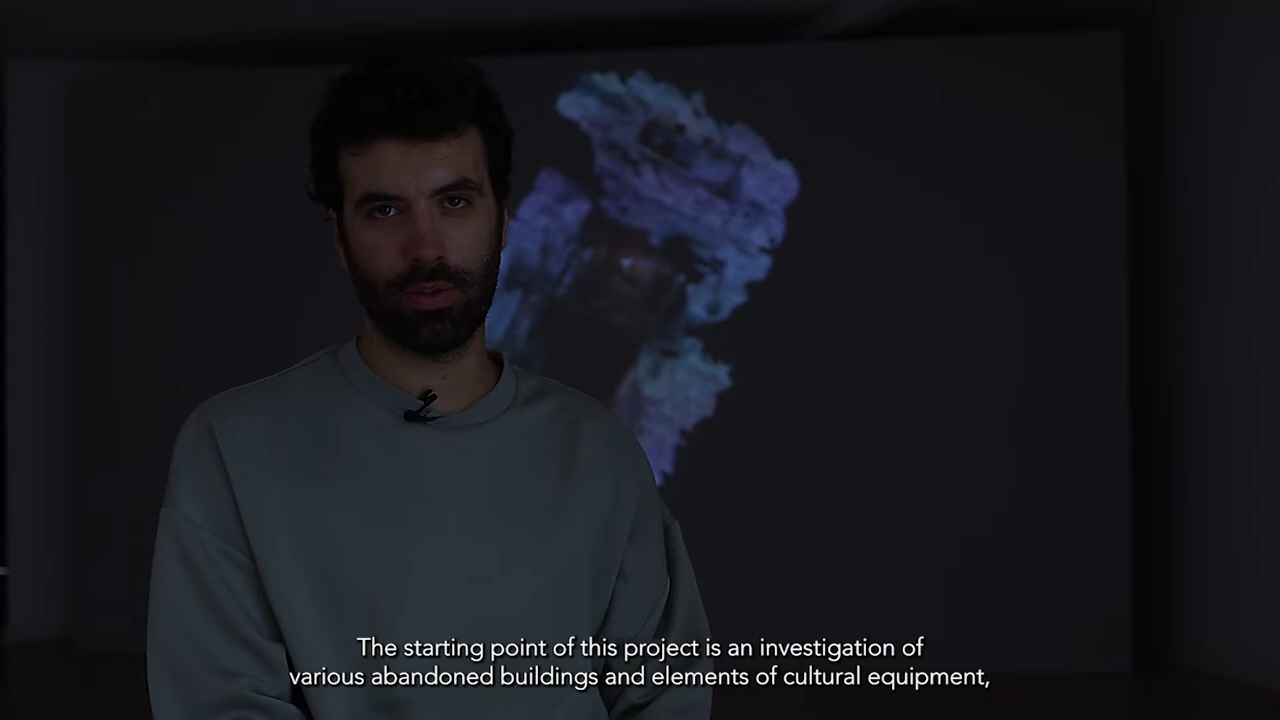 The starting point of this project is an investigation of
various abandoned buildings and elements of cultural equipment,